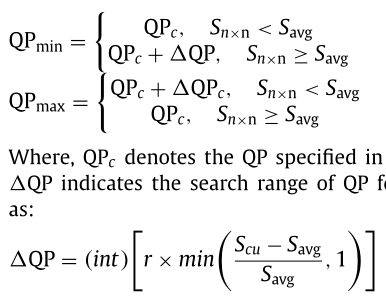 QP_min = { QP_c, S_{n×n} < S_avg
QP_c + ΔQP, S_{n×n} ≥ S_avg
QP_max = { QP_c + ΔQP_c, S_{n×n} < S_avg
QP_c, S_{n×n} ≥ S_avg
Where, QP_c denotes the QP specified in
ΔQP indicates the search range of QP f
as:
ΔQP = (int)[r × min((S_cu − S_avg)/S_avg, 1)]